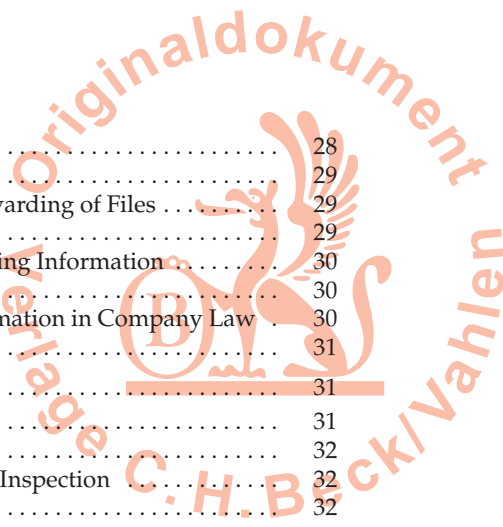 Originaldokument
. . . . . . . . . . . . . . . . . . . . . . . . . . 28
. . . . . . . . . . . . . . . . . . . . . . . . . . 29
warding of Files . . . . . . . . . . . 29
. . . . . . . . . . . . . . . . . . . . . . . . . . 29
ing Information . . . . . . . . . . 30
. . . . . . . . . . . . . . . . . . . . . . . . . . 30
mation in Company Law . 30
. . . . . . . . . . . . . . . . . . . . . . . . . . 31
. . . . . . . . . . . . . . . . . . . . . . . . . . 31
. . . . . . . . . . . . . . . . . . . . . . . . . . 31
. . . . . . . . . . . . . . . . . . . . . . . . . . 32
Inspection . . . . . . . . . . . . . . . 32
. . . . . . . . . . . . . . . . . . . . . . . . . . 32
B
Verlage C.H.Beck/Vahlen